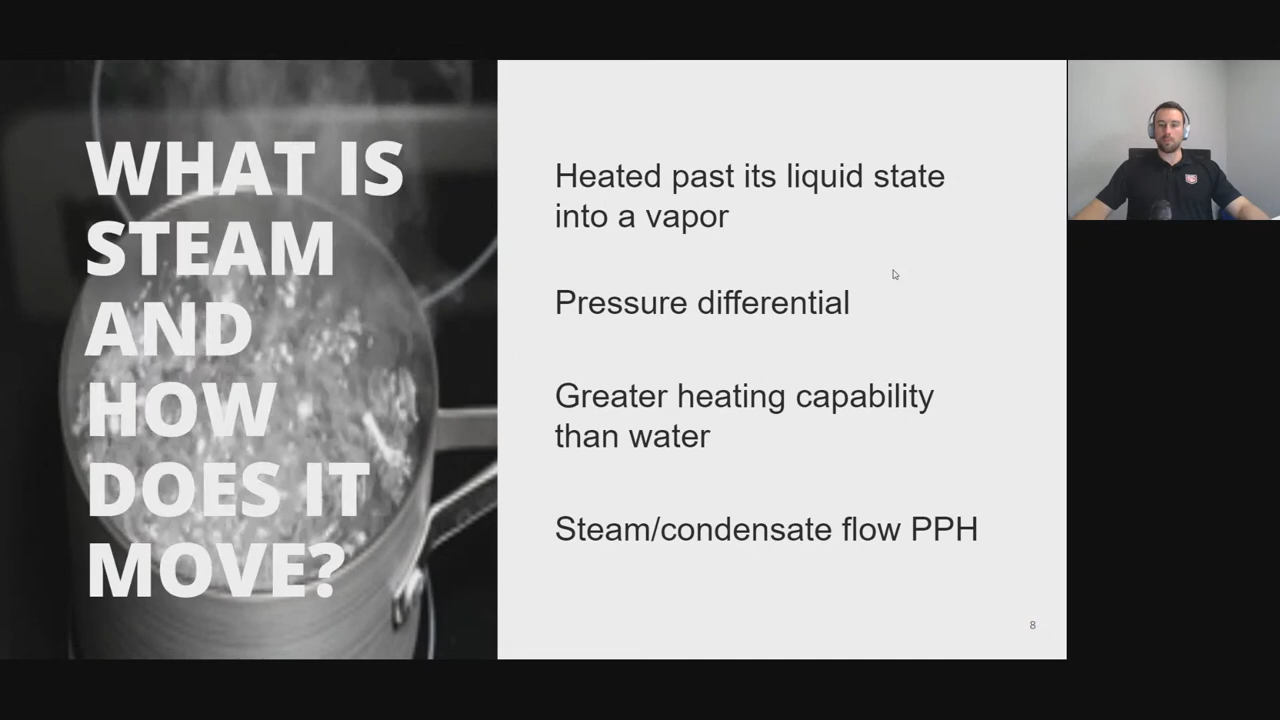 WHAT IS
STEAM
AND
HOW
DOES IT
MOVE?
Heated past its liquid state
into a vapor
Pressure differential
Greater heating capability
than water
Steam/condensate flow PPH
8